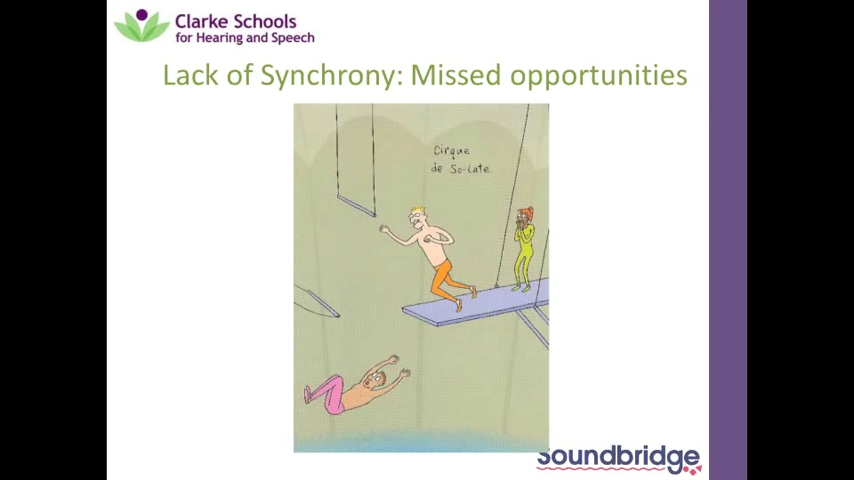 Clarke Schools
for Hearing and Speech
Lack of Synchrony: Missed opportunities
Cirque
de So-Late
Soundbridge